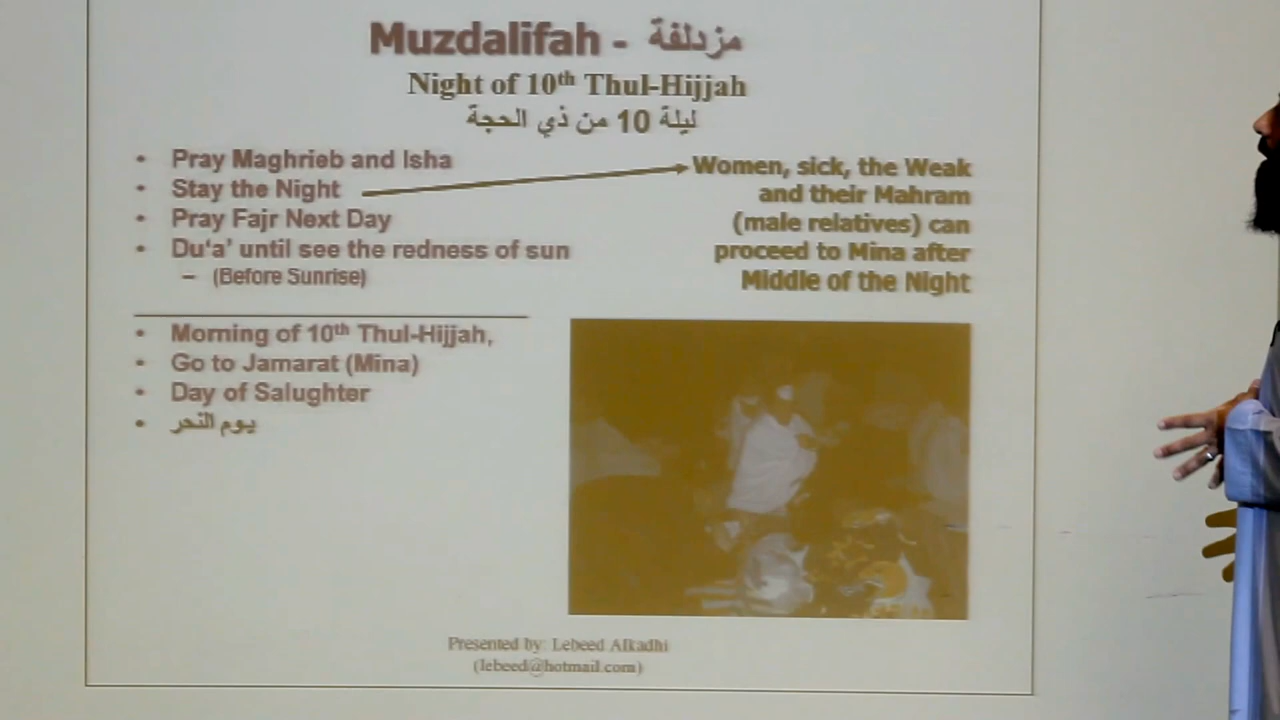 Muzdalifah - مزدلفة
Night of 10th Thul-Hijjah
ليلة 10 من ذي الحجة
• Pray Maghrieb and Isha
• Stay the Night
• Pray Fajr Next Day
• Du‘a’ until see the redness of sun
– (Before Sunrise)
Women, sick, the Weak
and their Mahram
(male relatives) can
proceed to Mina after
Middle of the Night
• Morning of 10th Thul-Hijjah,
• Go to Jamarat (Mina)
• Day of Salughter
• يوم النحر
Presented by: Lebeed Alkadhi
(lebeed@hotmail.com)